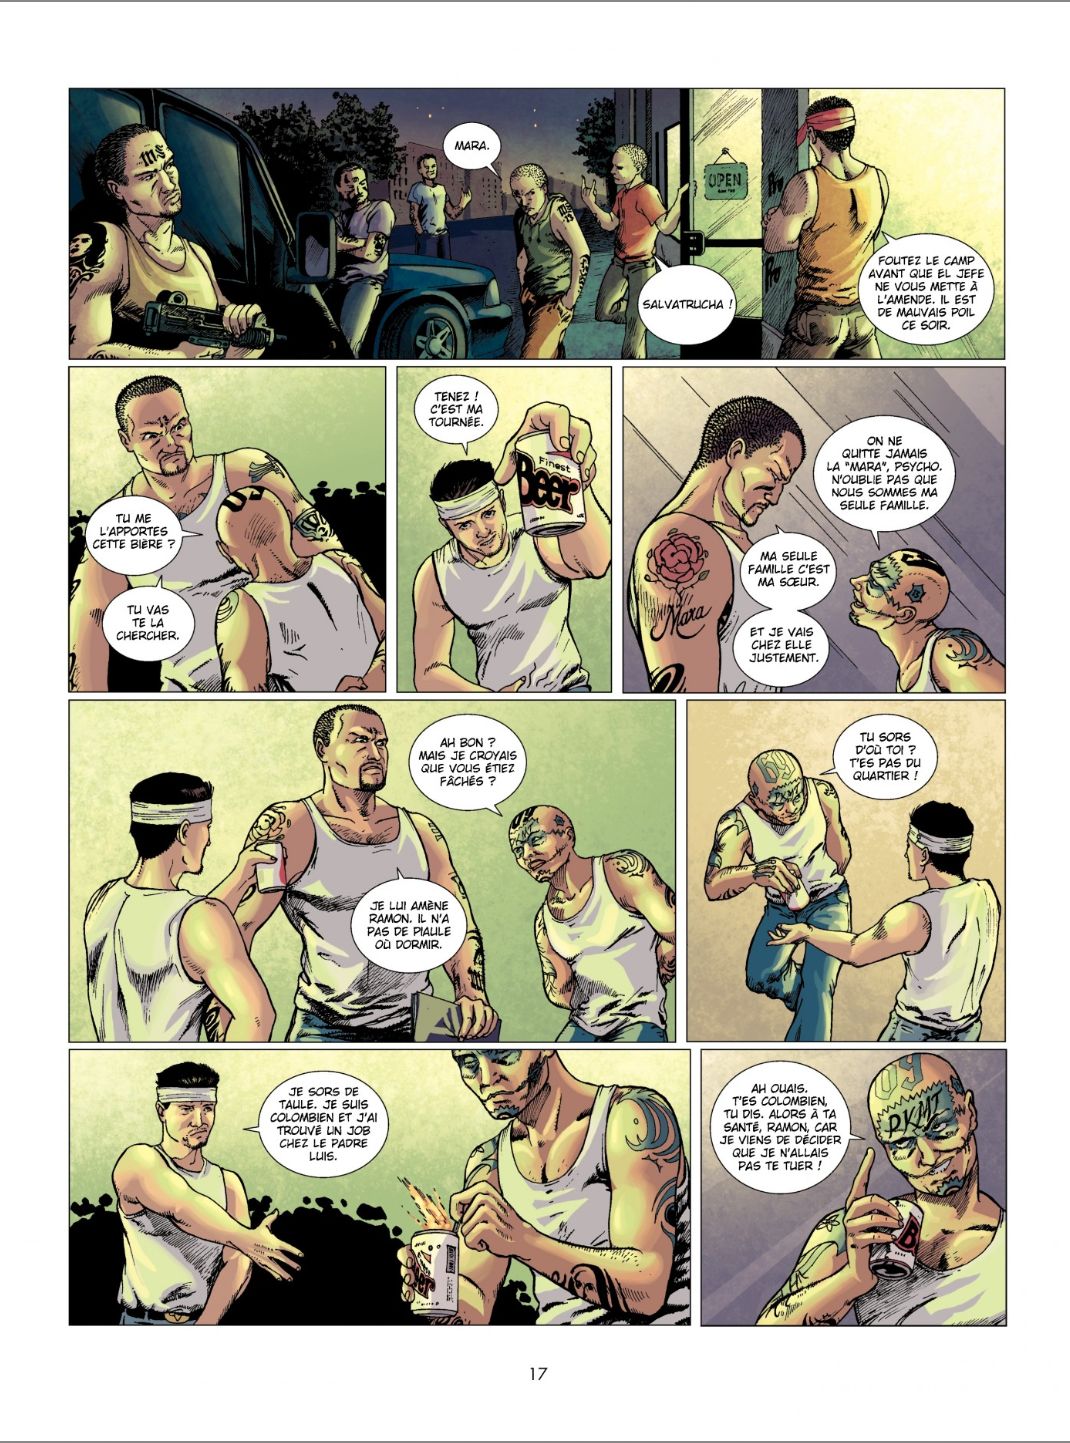 MS
MARA.
MS
13
OPEN
SALVATRUCHA !
FOUTEZ LE CAMP
AVANT QUE EL JEFE
NE VOUS METTE À
L'AMENDE. IL EST
DE MAUVAIS POIL
CE SOIR.
13
TU ME
L'APPORTES
CETTE BIÈRE ?
TU VAS
TE LA
CHERCHER.
TENEZ !
C'EST MA
TOURNÉE.
Finest
Beer
ON NE
QUITTE JAMAIS
LA "MARA", PSYCHO.
N'OUBLIE PAS QUE
NOUS SOMMES MA
SEULE FAMILLE.
MA SEULE
FAMILLE C'EST
MA SŒUR.
ET JE VAIS
CHEZ ELLE
JUSTEMENT.
Mara
AH BON ?
MAIS JE CROYAIS
QUE VOUS ÉTIEZ
FÂCHÉS ?
JE LUI AMÈNE
RAMON. IL N'A
PAS DE PIAULE
OÙ DORMIR.
TU SORS
D'OÙ TOI ?
T'ES PAS DU
QUARTIER !
JE SORS DE
TAULE. JE SUIS
COLOMBIEN ET J'AI
TROUVÉ UN JOB
CHEZ LE PADRE
LUIS.
AH OUAIS.
T'ES COLOMBIEN,
TU DIS. ALORS À TA
SANTÉ, RAMON, CAR
JE VIENS DE DÉCIDER
QUE JE N'ALLAIS
PAS TE TUER !
17